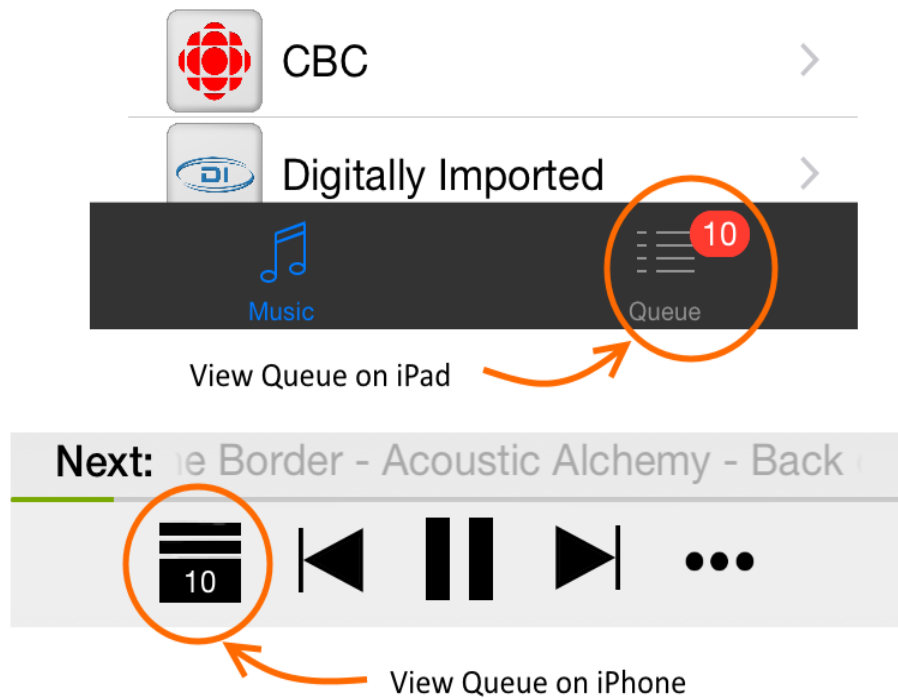 CBC
DI
Digitally Imported
10
Music
Queue
View Queue on iPad
Next: e Border - Acoustic Alchemy - Back
10
View Queue on iPhone